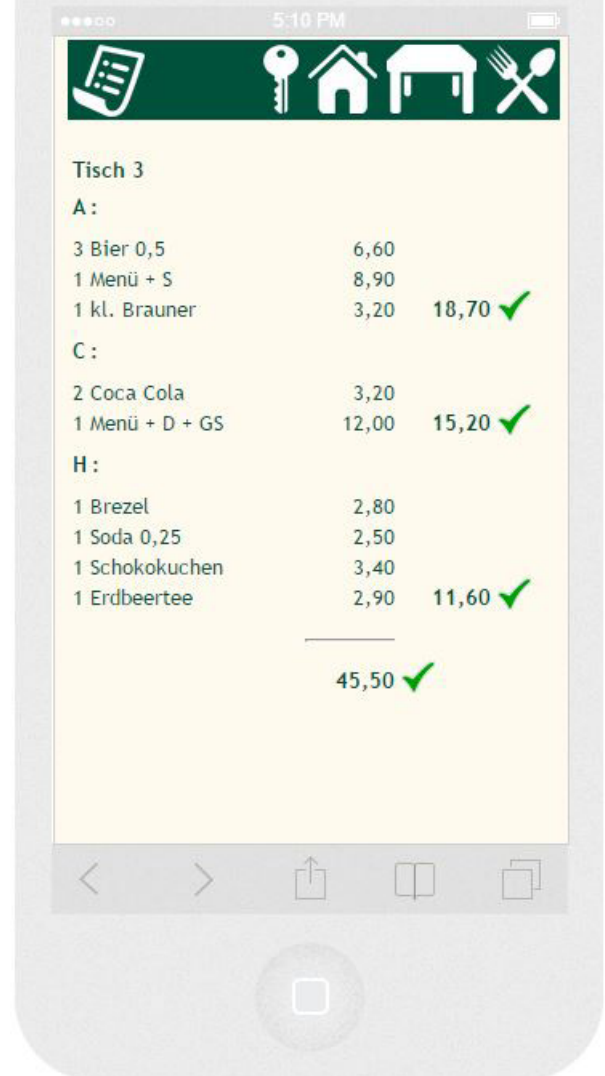 5:10 PM
Tisch 3
A :
3 Bier 0,5 6,60
1 Menü + S 8,90
1 kl. Brauner 3,20 18,70
C :
2 Coca Cola 3,20
1 Menü + D + GS 12,00 15,20
H :
1 Brezel 2,80
1 Soda 0,25 2,50
1 Schokokuchen 3,40
1 Erdbeertee 2,90 11,60
45,50